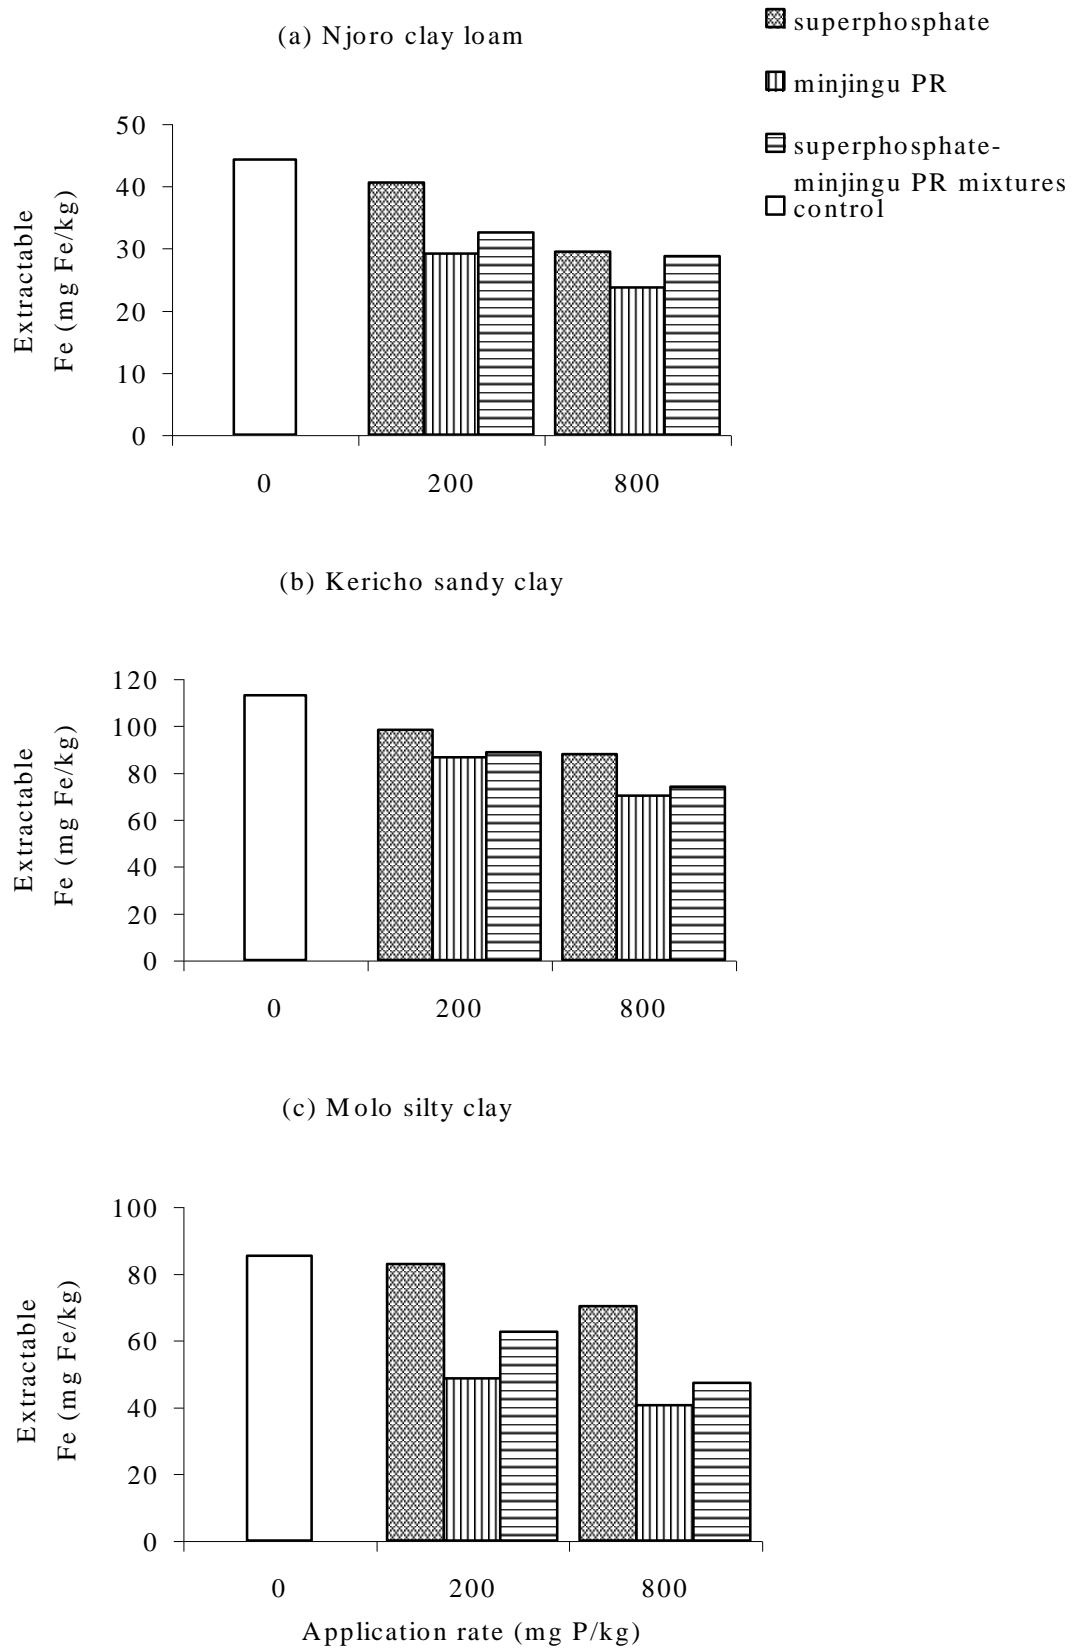 (a) Njoro clay loam
superphosphate
minjingu PR
superphosphate-
minjingu PR mixtures
control
Extractable
Fe (mg Fe/kg)
50
40
30
20
10
0
0 200 800
(b) Kericho sandy clay
Extractable
Fe (mg Fe/kg)
120
100
80
60
40
20
0
0 200 800
(c) Molo silty clay
Extractable
Fe (mg Fe/kg)
100
80
60
40
20
0
0 200 800
Application rate (mg P/kg)